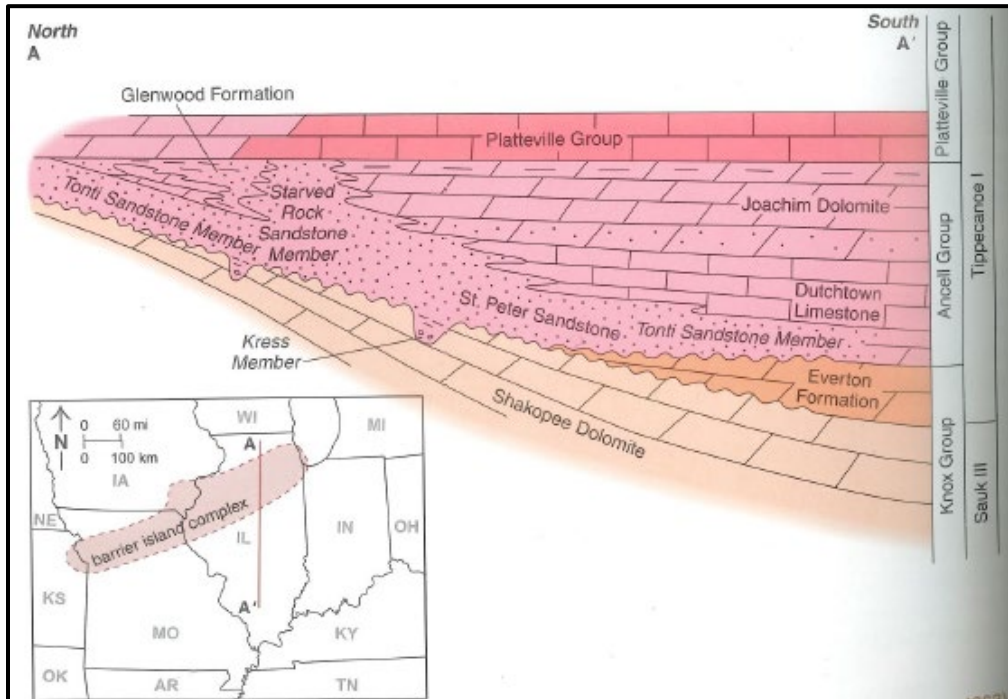 North
A
South
A'
Glenwood Formation
Platteville Group
Tonti Sandstone Member
Starved
Rock
Sandstone
Member
Joachim Dolomite
Dutchtown
Limestone
St. Peter Sandstone
Tonti Sandstone Member
Kress
Member
Everton
Formation
Shakopee Dolomite
Platteville Group
Ancell Group
Knox Group
Tippecanoe I
Sauk III
N
0 60 mi
0 100 km
WI
MI
A
IA
NE
barrier island complex
IL
IN
OH
KS
A'
MO
KY
OK
AR
TN